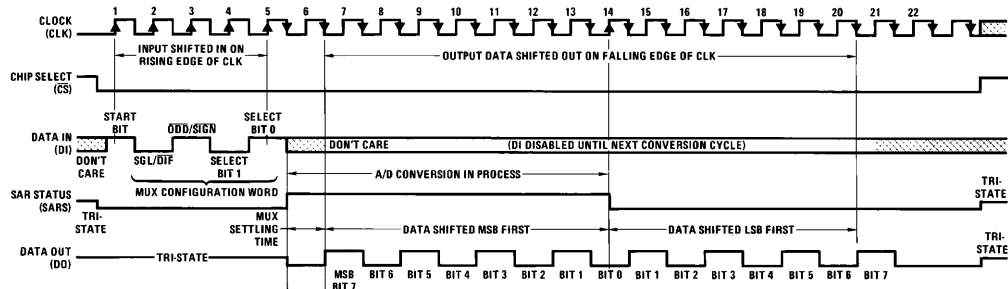 1 2 3 4 5 6 7 8 9 10 11 12 13 14 15 16 17 18 19 20 21 22
CLOCK
(CLK)
INPUT SHIFTED IN ON
RISING EDGE OF CLK
OUTPUT DATA SHIFTED OUT ON FALLING EDGE OF CLK
CHIP SELECT
(CS)
START
BIT
ODD/SIGN
SELECT
BIT 0
DATA IN
(DI)
DON'T CARE
(DI DISABLED UNTIL NEXT CONVERSION CYCLE)
DON'T
CARE
SGL/DIF
SELECT
BIT 1
MUX CONFIGURATION WORD
A/D CONVERSION IN PROCESS
SAR STATUS
(SARS)
TRI-
STATE
TRI-
STATE
MUX
SETTLING
TIME
DATA SHIFTED MSB FIRST
DATA SHIFTED LSB FIRST
DATA OUT
(DO)
TRI-STATE
TRI-
STATE
MSB
BIT 7
BIT 6 BIT 5 BIT 4 BIT 3 BIT 2 BIT 1 BIT 0 BIT 1 BIT 2 BIT 3 BIT 4 BIT 5 BIT 6 BIT 7